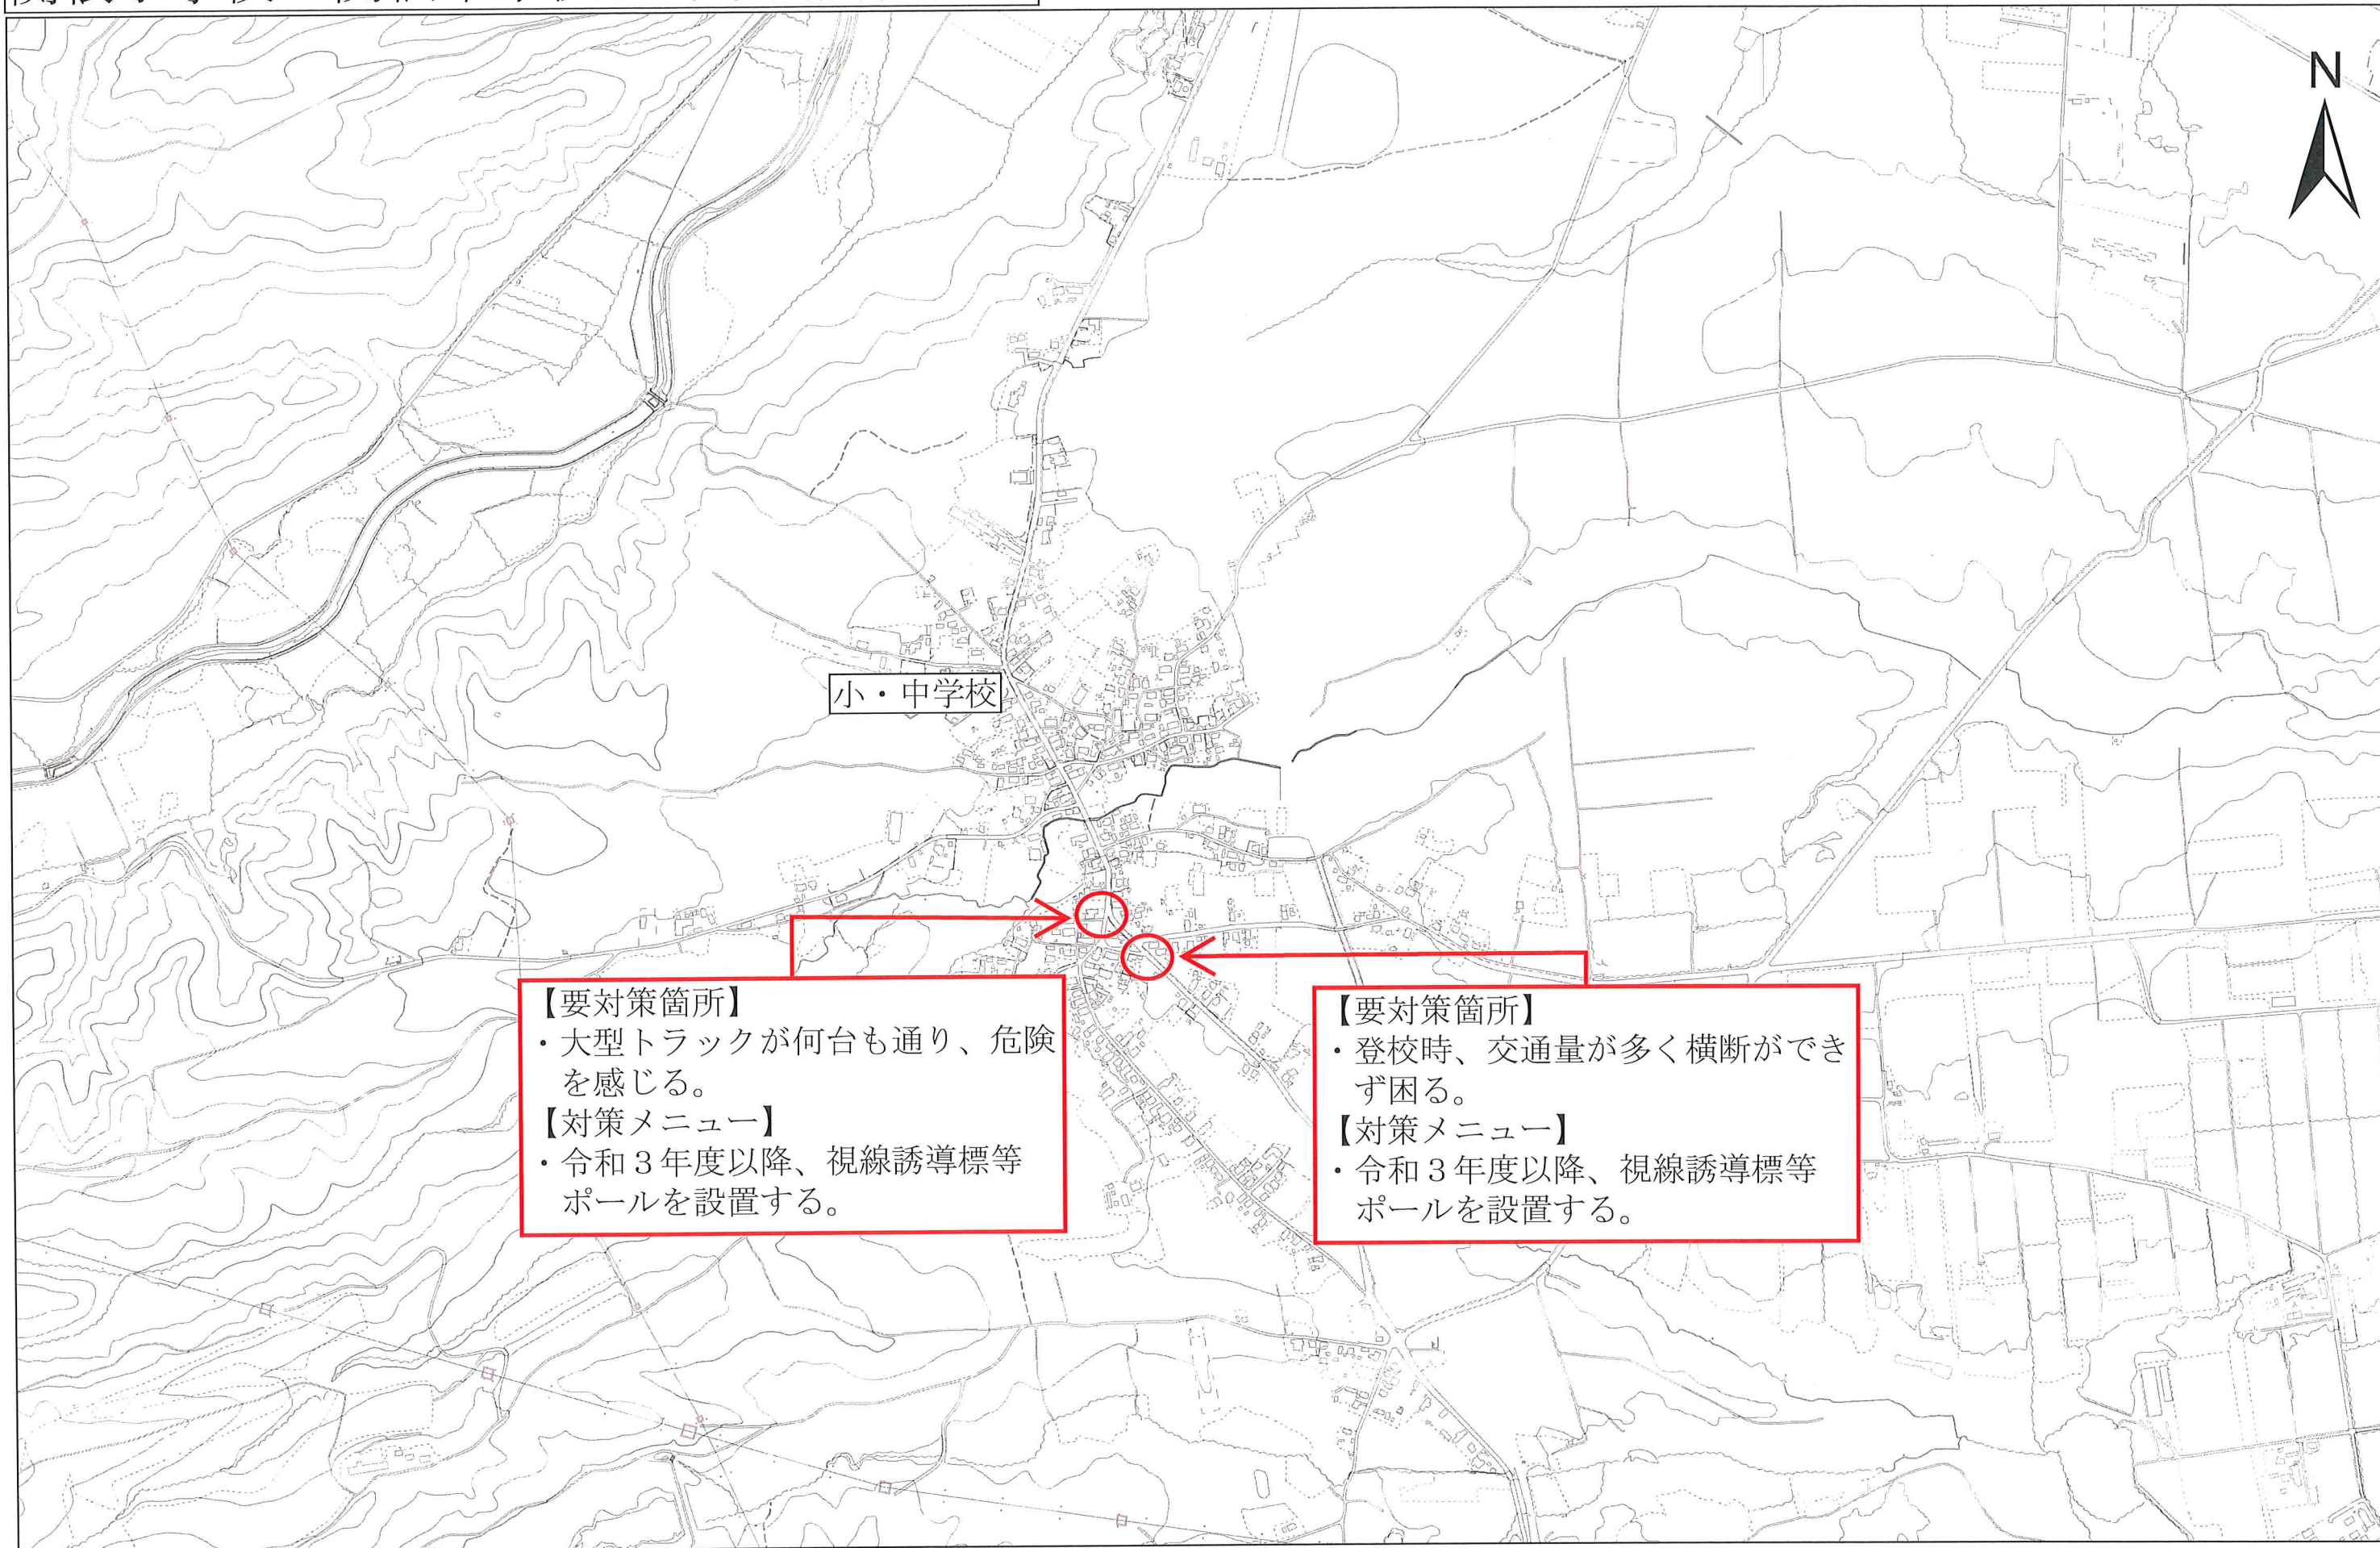 N
小・中学校
【要対策箇所】
・大型トラックが何台も通り、危険
を感じる。
【対策メニュー】
・令和３年度以降、視線誘導標等
ポールを設置する。
【要対策箇所】
・登校時、交通量が多く横断ができ
ず困る。
【対策メニュー】
・令和３年度以降、視線誘導標等
ポールを設置する。